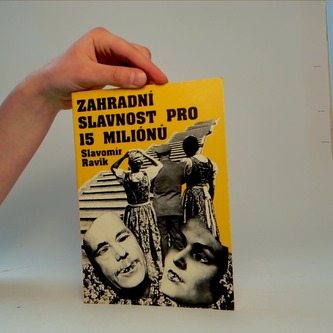 ZAHRADNÍ
SLAVNOST PRO
15 MILIÓNŮ
Slavomír
Ravik